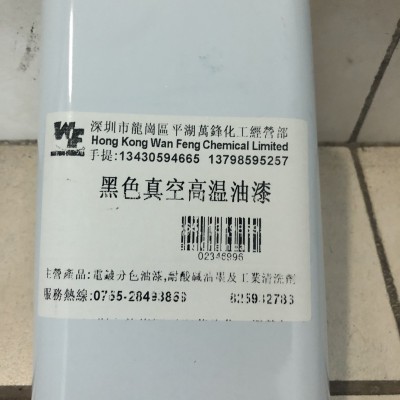 WF
深圳市龍崗區平湖萬鋒化工經營部
Hong Kong Wan Feng Chemical Limited
手提:13430594665 13798595257
黑色真空高温油漆
02346996
主營產品:電鍍分色油漆,耐酸鹼油墨及工業清洗劑
服務熱線:0755-28493869 825932783